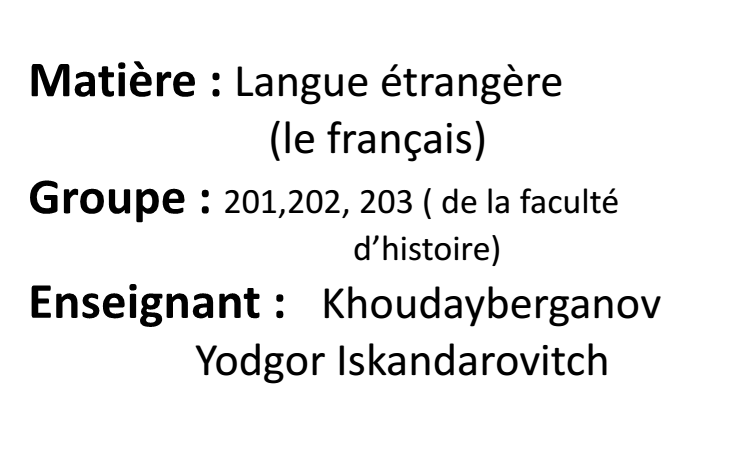 Matière : Langue étrangère
(le français)
Groupe : 201,202, 203 ( de la faculté
d’histoire)
Enseignant : Khoudayberganov
Yodgor Iskandarovitch